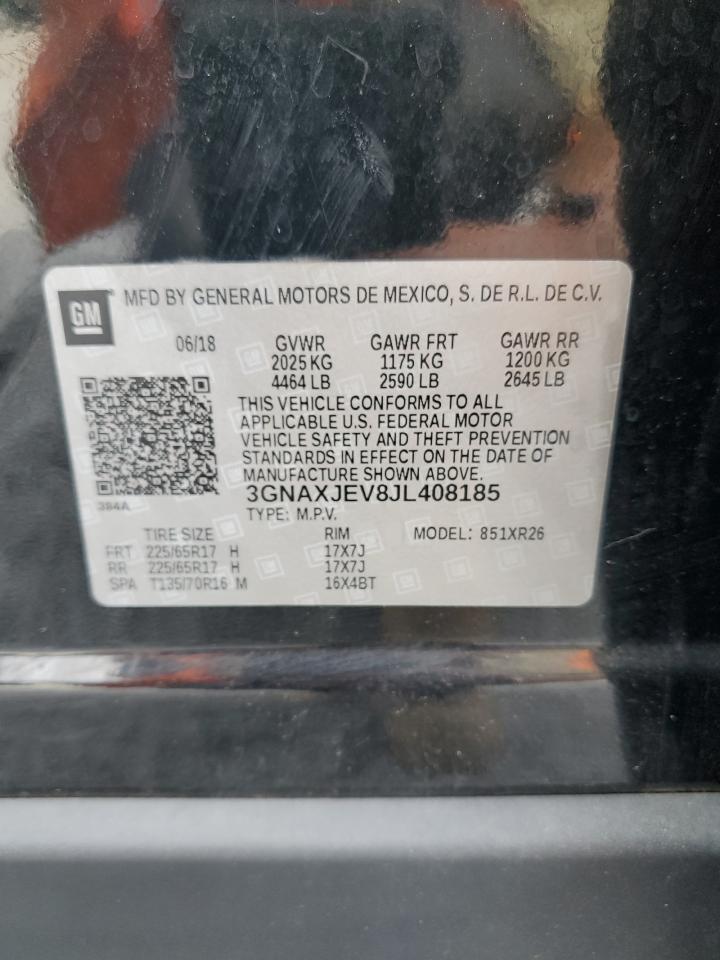 GM MFD BY GENERAL MOTORS DE MEXICO, S. DE R.L. DE C.V.
06/18 GVWR GAWR FRT GAWR RR
2025 KG 1175 KG 1200 KG
4464 LB 2590 LB 2645 LB
THIS VEHICLE CONFORMS TO ALL
APPLICABLE U.S. FEDERAL MOTOR
VEHICLE SAFETY AND THEFT PREVENTION
STANDARDS IN EFFECT ON THE DATE OF
MANUFACTURE SHOWN ABOVE.
3GNAXJEV8JL408185
384A
TYPE: M.P.V.
TIRE SIZE RIM MODEL: 851XR26
FRT 225/65R17 H 17X7J
RR 225/65R17 H 17X7J
SPA T135/70R16 M 16X4BT